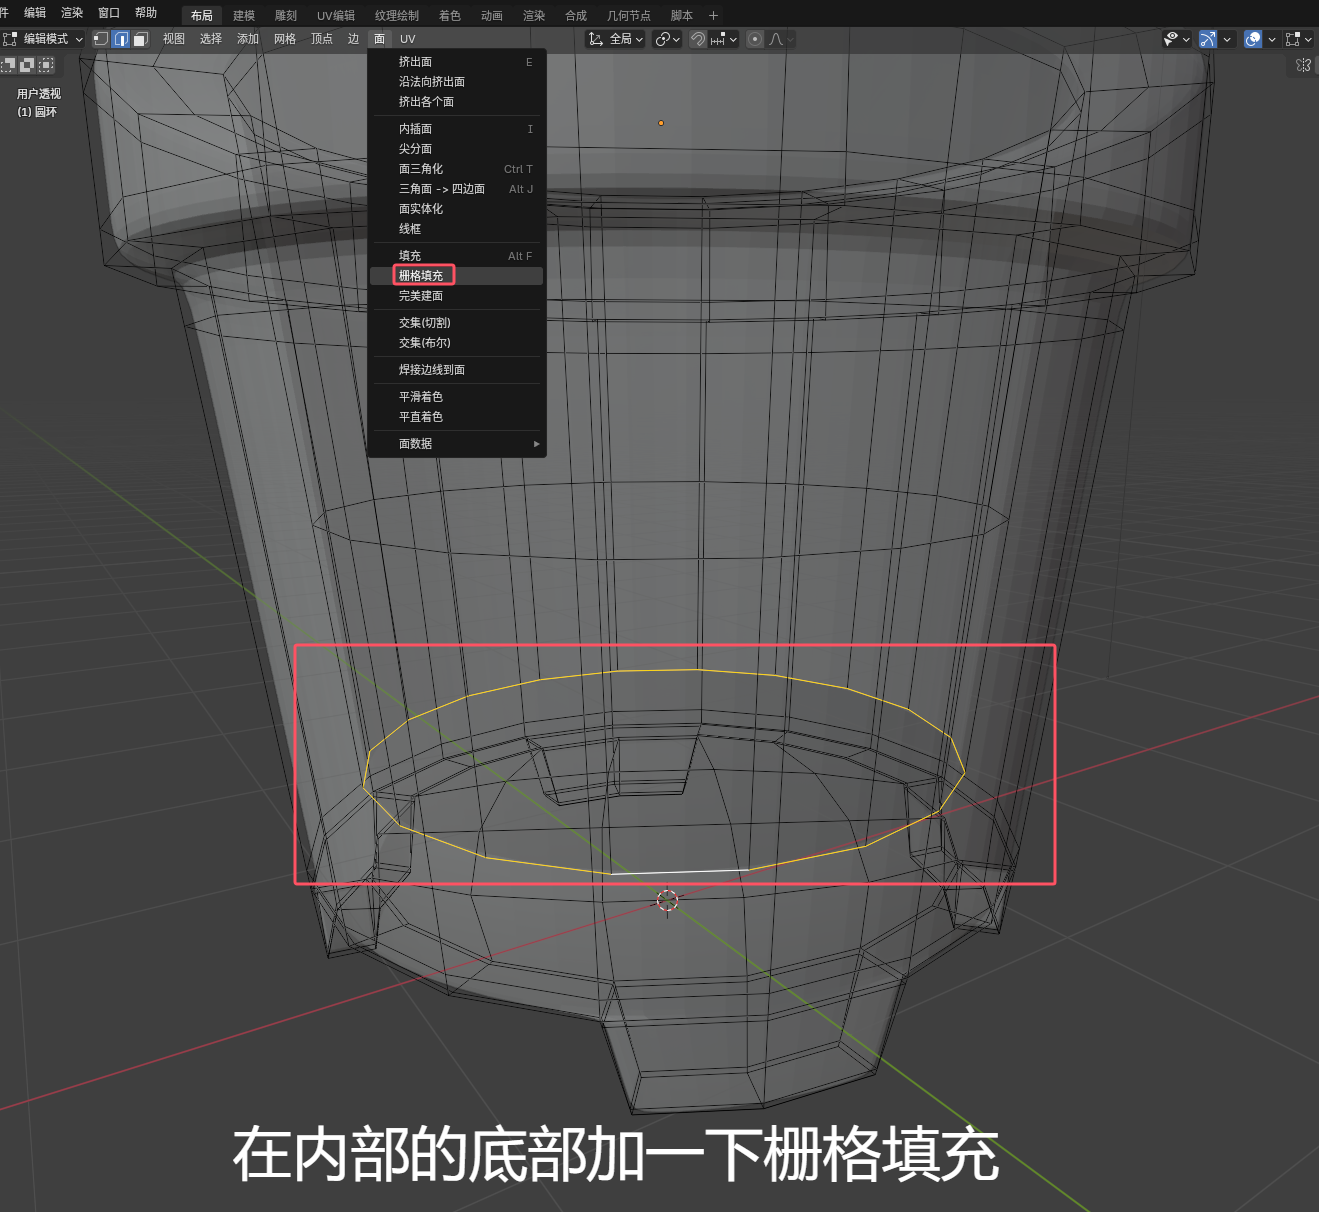 件 编辑 渲染 窗口 帮助 布局 建模 雕刻 UV编辑 纹理绘制 着色 动画 渲染 合成 几何节点 脚本 +
编辑模式 视图 选择 添加 网格 顶点 边 面 UV 全局
用户透视
(1) 圆环
挤出面 E
沿法向挤出面
挤出各个面
内插面 I
尖分面
面三角化 Ctrl T
三角面 -> 四边面 Alt J
面实体化
线框
填充 Alt F
栅格填充
完美建面
交集(切割)
交集(布尔)
焊接边线到面
平滑着色
平直着色
面数据
在内部的底部加一下栅格填充